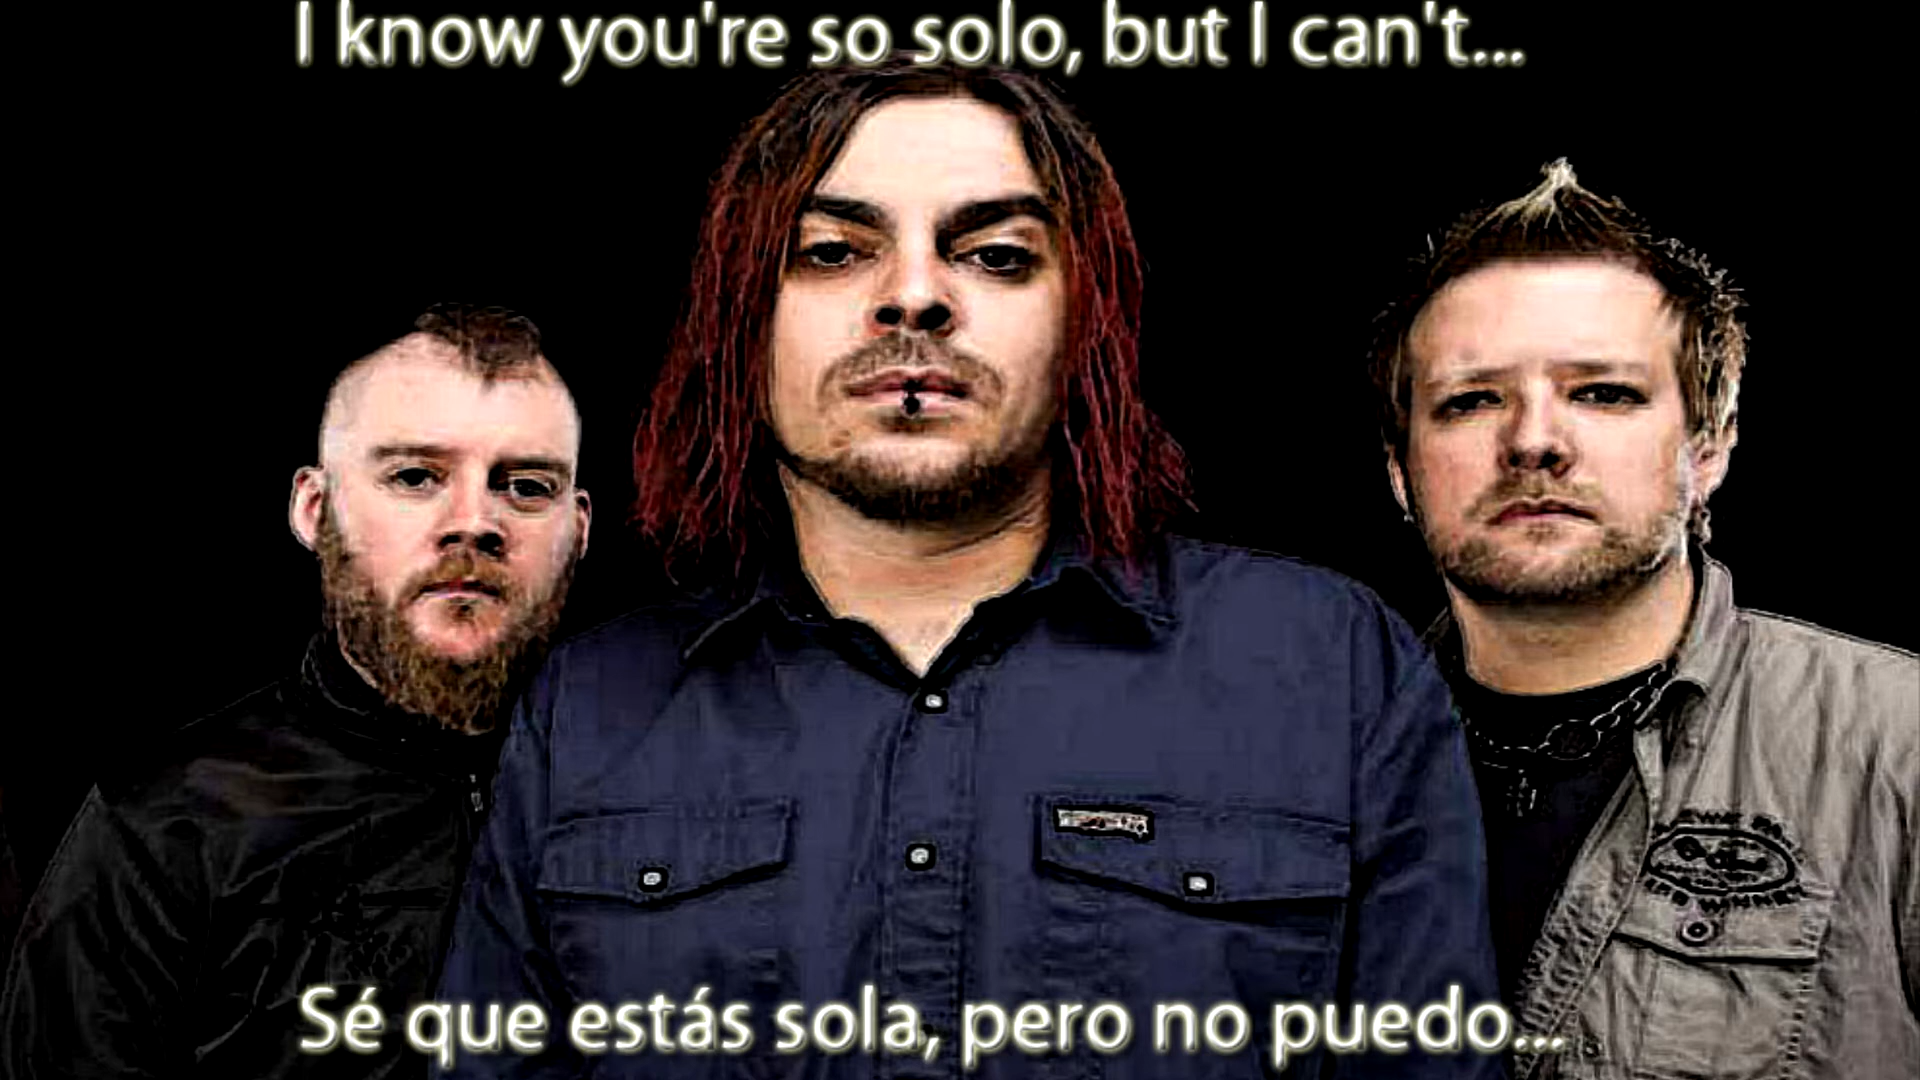 I know you're so solo, but I can't...
Sé que estás sola, pero no puedo...